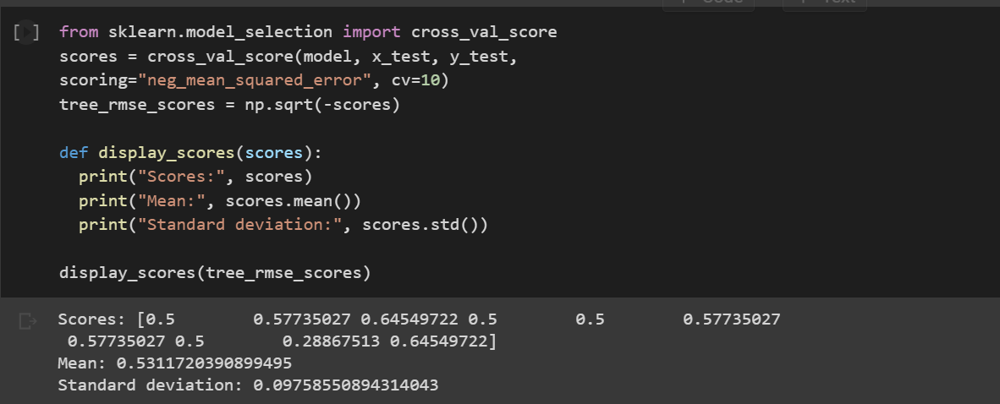 + Code + Text
[ ] from sklearn.model_selection import cross_val_score
scores = cross_val_score(model, x_test, y_test,
scoring="neg_mean_squared_error", cv=10)
tree_rmse_scores = np.sqrt(-scores)
def display_scores(scores):
print("Scores:", scores)
print("Mean:", scores.mean())
print("Standard deviation:", scores.std())
display_scores(tree_rmse_scores)
Scores: [0.5 0.57735027 0.64549722 0.5 0.5 0.57735027
0.57735027 0.5 0.28867513 0.64549722]
Mean: 0.5311720390899495
Standard deviation: 0.09758550894314043